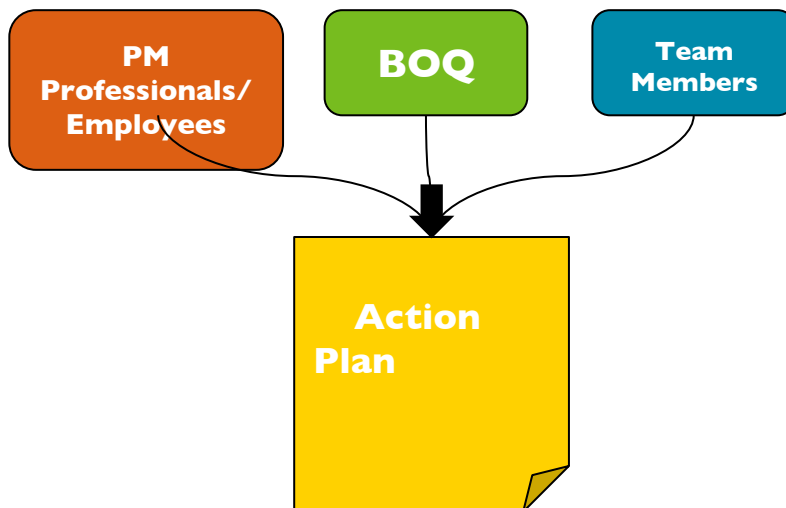 PM
Professionals/
Employees
BOQ
Team
Members
Action
Plan